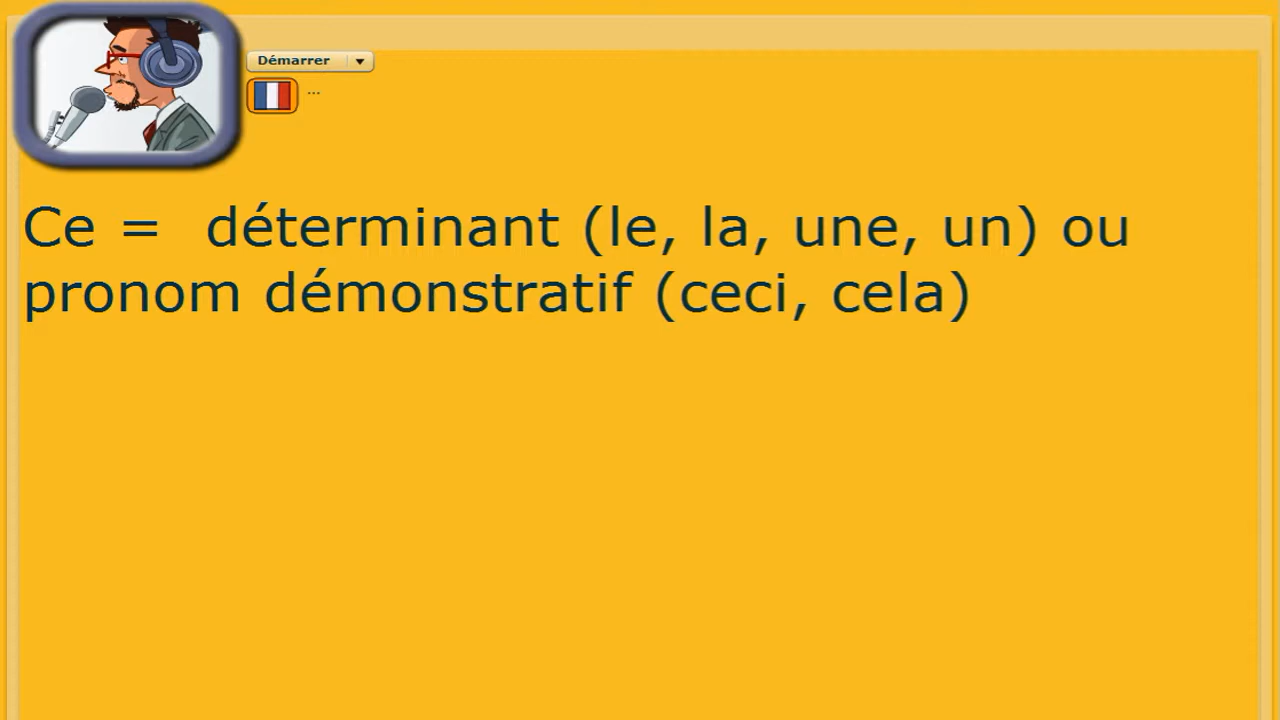 Démarrer
...
Ce = déterminant (le, la, une, un) ou
pronom démonstratif (ceci, cela)